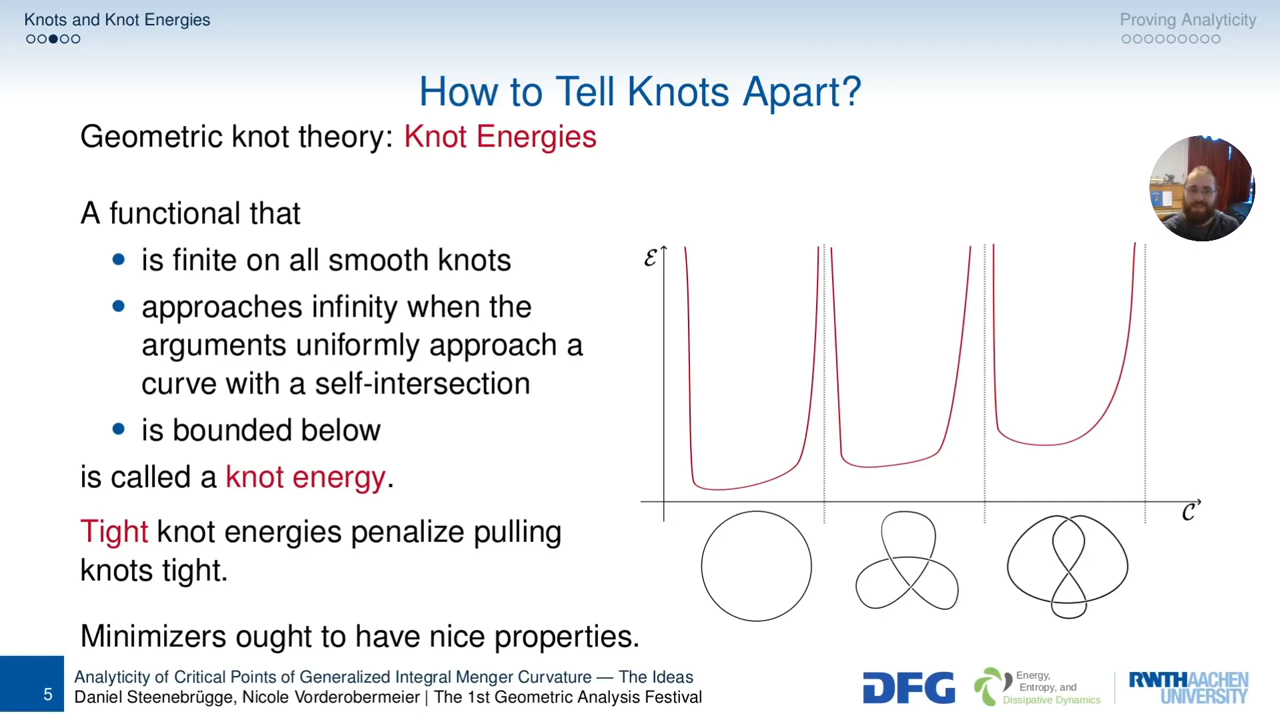 Knots and Knot Energies
Proving Analyticity
How to Tell Knots Apart?
Geometric knot theory: Knot Energies
A functional that
• is finite on all smooth knots
• approaches infinity when the
arguments uniformly approach a
curve with a self-intersection
• is bounded below
is called a knot energy.
Tight knot energies penalize pulling
knots tight.
Minimizers ought to have nice properties.
ℰ
𝒞
5
Analyticity of Critical Points of Generalized Integral Menger Curvature — The Ideas
Daniel Steenebrügge, Nicole Vorderobermeier | The 1st Geometric Analysis Festival
DFG
Energy,
Entropy, and
Dissipative Dynamics
RWTHAACHEN
UNIVERSITY